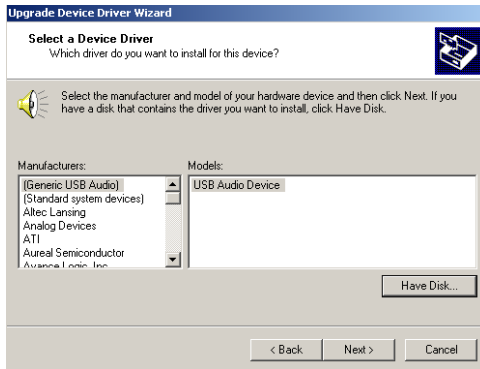 Upgrade Device Driver Wizard
Select a Device Driver
Which driver do you want to install for this device?
Select the manufacturer and model of your hardware device and then click Next. If you
have a disk that contains the driver you want to install, click Have Disk.
Manufacturers:
(Generic USB Audio)
(Standard system devices)
Altec Lansing
Analog Devices
ATI
Aureal Semiconductor
Avance Logic, Inc.
Models:
USB Audio Device
Have Disk...
< Back
Next >
Cancel